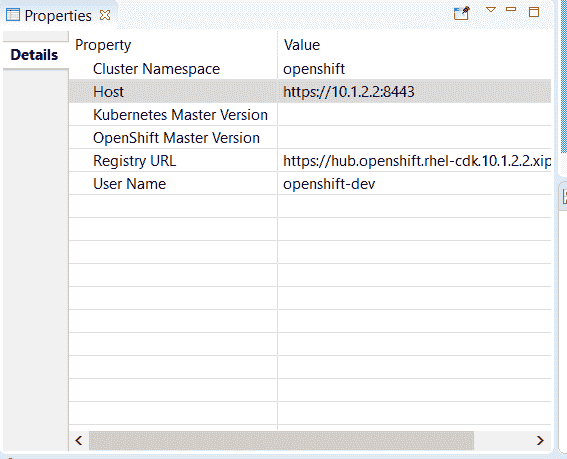 Properties
Details
Property Value
Cluster Namespace openshift
Host https://10.1.2.2:8443
Kubernetes Master Version
OpenShift Master Version
Registry URL https://hub.openshift.rhel-cdk.10.1.2.2.xip
User Name openshift-dev